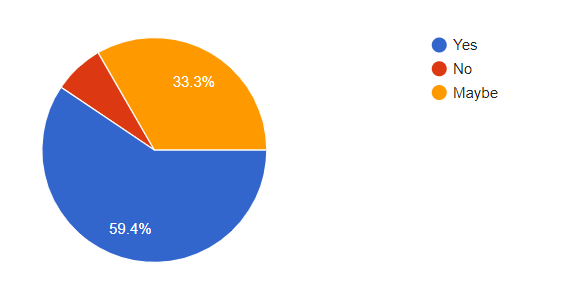 Yes
No
Maybe
33.3%
59.4%